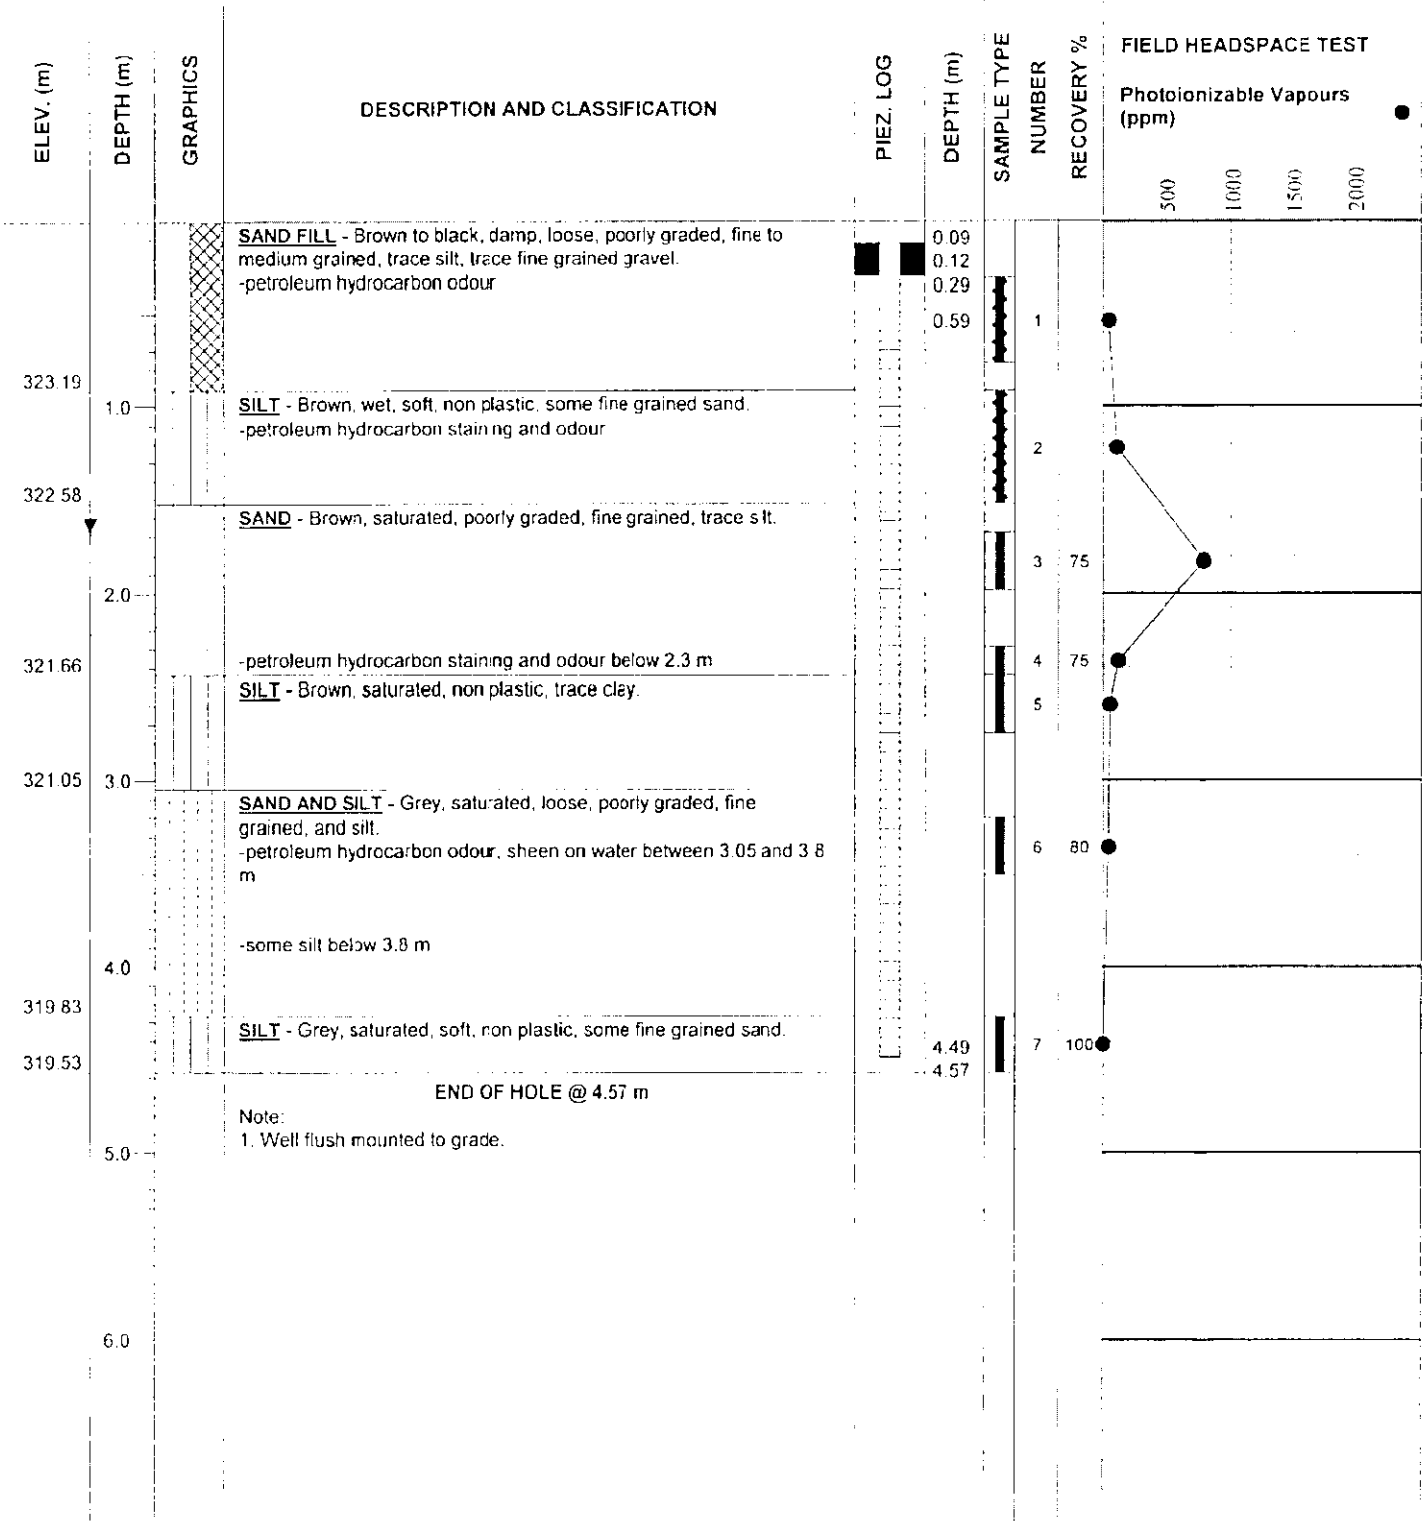 ELEV. (m)
DEPTH (m)
GRAPHICS
DESCRIPTION AND CLASSIFICATION
PIEZ. LOG
DEPTH (m)
SAMPLE TYPE
NUMBER
RECOVERY %
FIELD HEADSPACE TEST
Photoionizable Vapours
(ppm)
500
1000
1500
2000
SAND FILL - Brown to black, damp, loose, poorly graded, fine to
medium grained, trace silt, trace fine grained gravel.
-petroleum hydrocarbon odour
0.09
0.12
0.29
0.59
1
323.19
1.0
SILT - Brown, wet, soft, non plastic, some fine grained sand.
-petroleum hydrocarbon staining and odour
2
322.58
SAND - Brown, saturated, poorly graded, fine grained, trace silt.
3 75
2.0
321.66
-petroleum hydrocarbon staining and odour below 2.3 m
4 75
SILT - Brown, saturated, non plastic, trace clay.
5
321.05
3.0
SAND AND SILT - Grey, saturated, loose, poorly graded, fine
grained, and silt.
-petroleum hydrocarbon odour, sheen on water between 3.05 and 3.8
m
6 80
-some silt below 3.8 m
4.0
319.83
SILT - Grey, saturated, soft, non plastic, some fine grained sand.
4.49
7 100
319.53
4.57
END OF HOLE @ 4.57 m
Note:
1. Well flush mounted to grade.
5.0
6.0